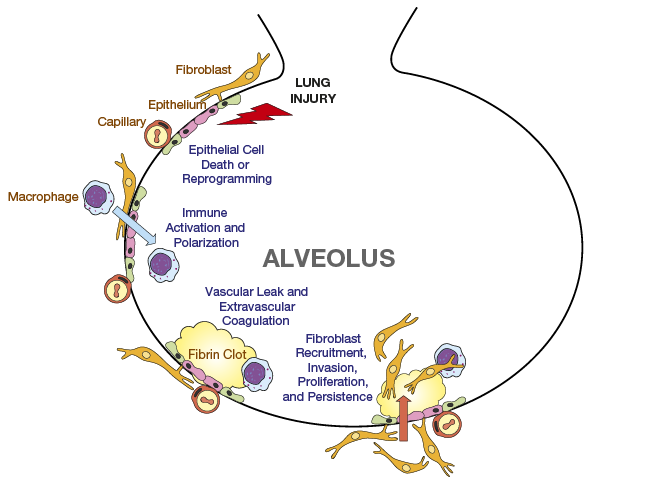 Fibroblast
LUNG
INJURY
Epithelium
Capillary
Epithelial Cell
Death or
Reprogramming
Macrophage
Immune
Activation and
Polarization
ALVEOLUS
Vascular Leak and
Extravascular
Coagulation
Fibrin Clot
Fibroblast
Recruitment,
Invasion,
Proliferation,
and Persistence